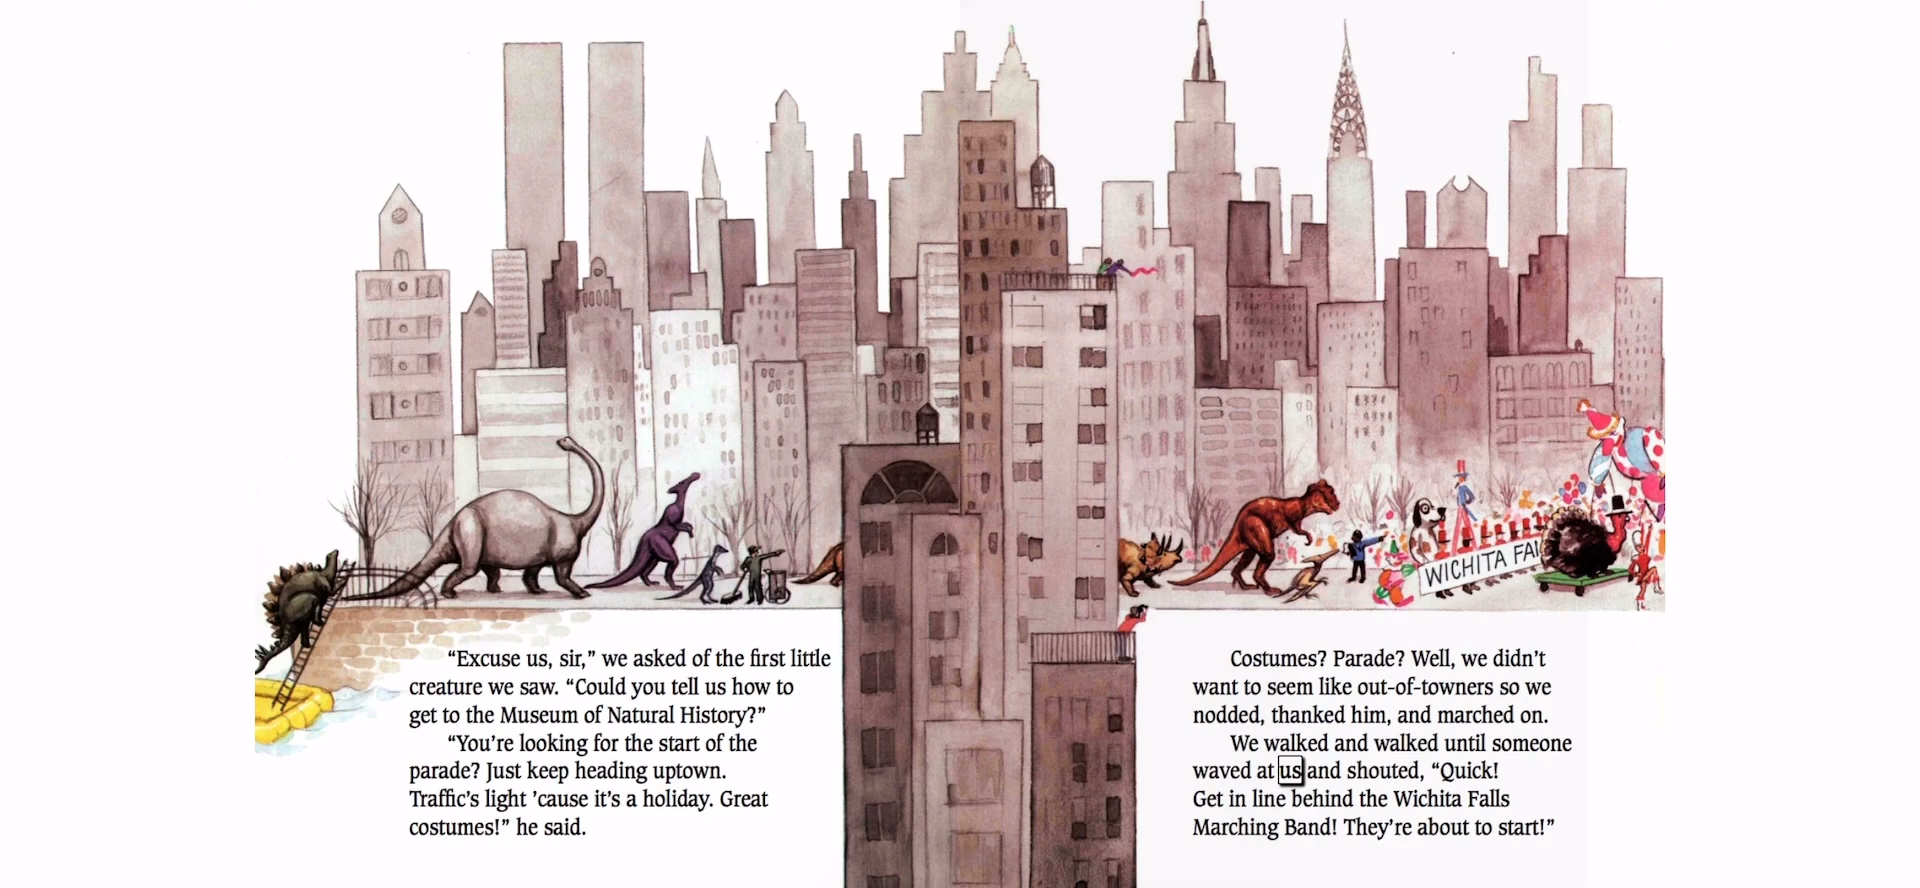 WICHITA FAL
“Excuse us, sir,” we asked of the first little
creature we saw. “Could you tell us how to
get to the Museum of Natural History?”
“You’re looking for the start of the
parade? Just keep heading uptown.
Traffic’s light ’cause it’s a holiday. Great
costumes!” he said.
Costumes? Parade? Well, we didn’t
want to seem like out-of-towners so we
nodded, thanked him, and marched on.
We walked and walked until someone
waved at us and shouted, “Quick!
Get in line behind the Wichita Falls
Marching Band! They’re about to start!”